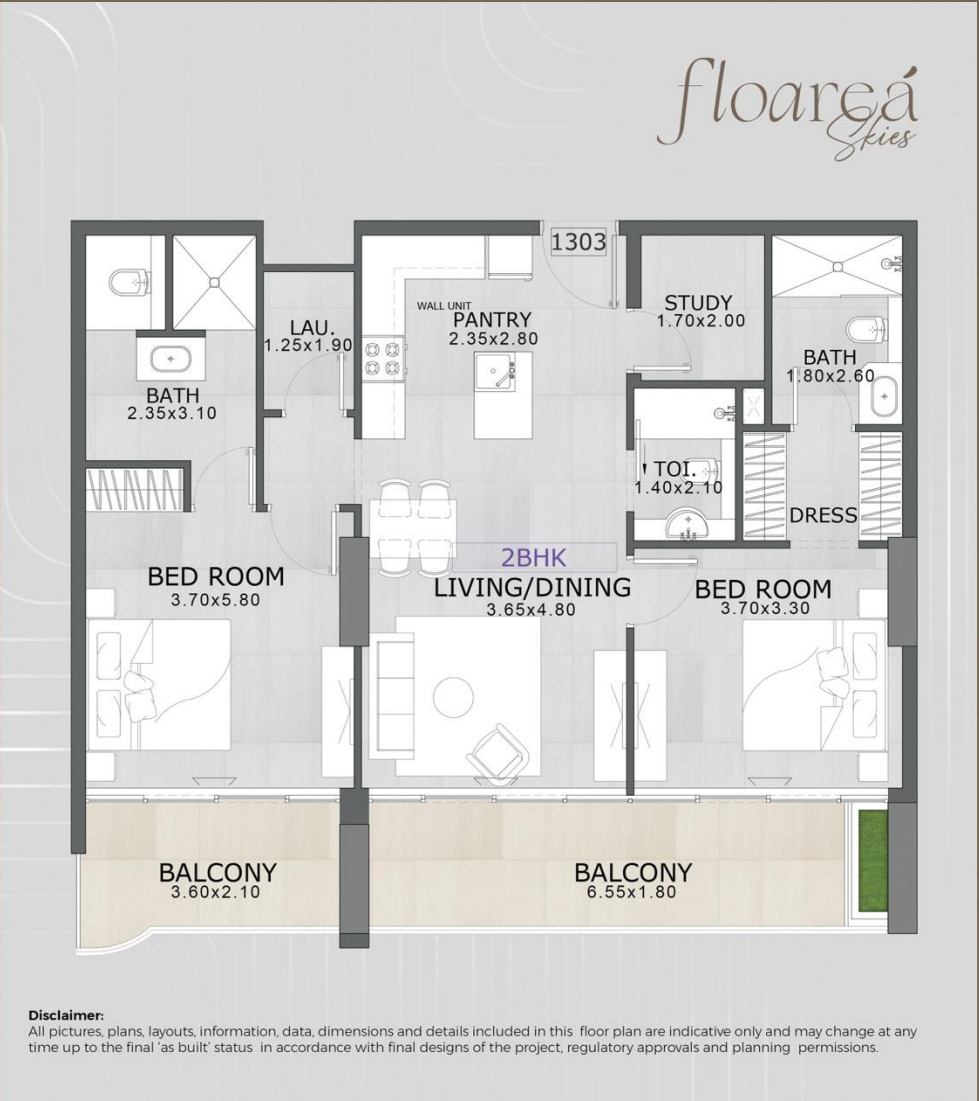 floareá
Skies
1303
WALL UNIT
PANTRY
2.35x2.80
STUDY
1.70x2.00
LAU.
1.25x1.90
BATH
1.80x2.60
BATH
2.35x3.10
TOI.
1.40x2.10
DRESS
2BHK
LIVING/DINING
3.65x4.80
BED ROOM
3.70x5.80
BED ROOM
3.70x3.30
BALCONY
3.60x2.10
BALCONY
6.55x1.80
Disclaimer:
All pictures, plans, layouts, information, data, dimensions and details included in this floor plan are indicative only and may change at any
time up to the final 'as built' status in accordance with final designs of the project, regulatory approvals and planning permissions.